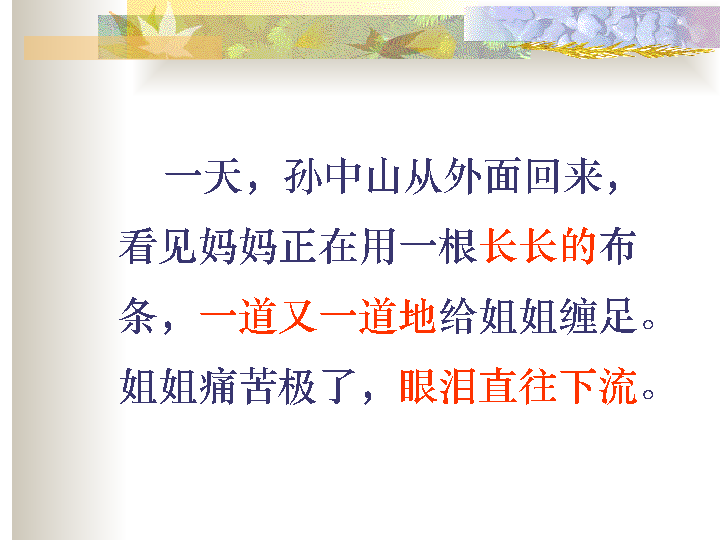 一天，孙中山从外面回来，
看见妈妈正在用一根长长的布
条，一道又一道地给姐姐缠足。
姐姐痛苦极了，眼泪直往下流。